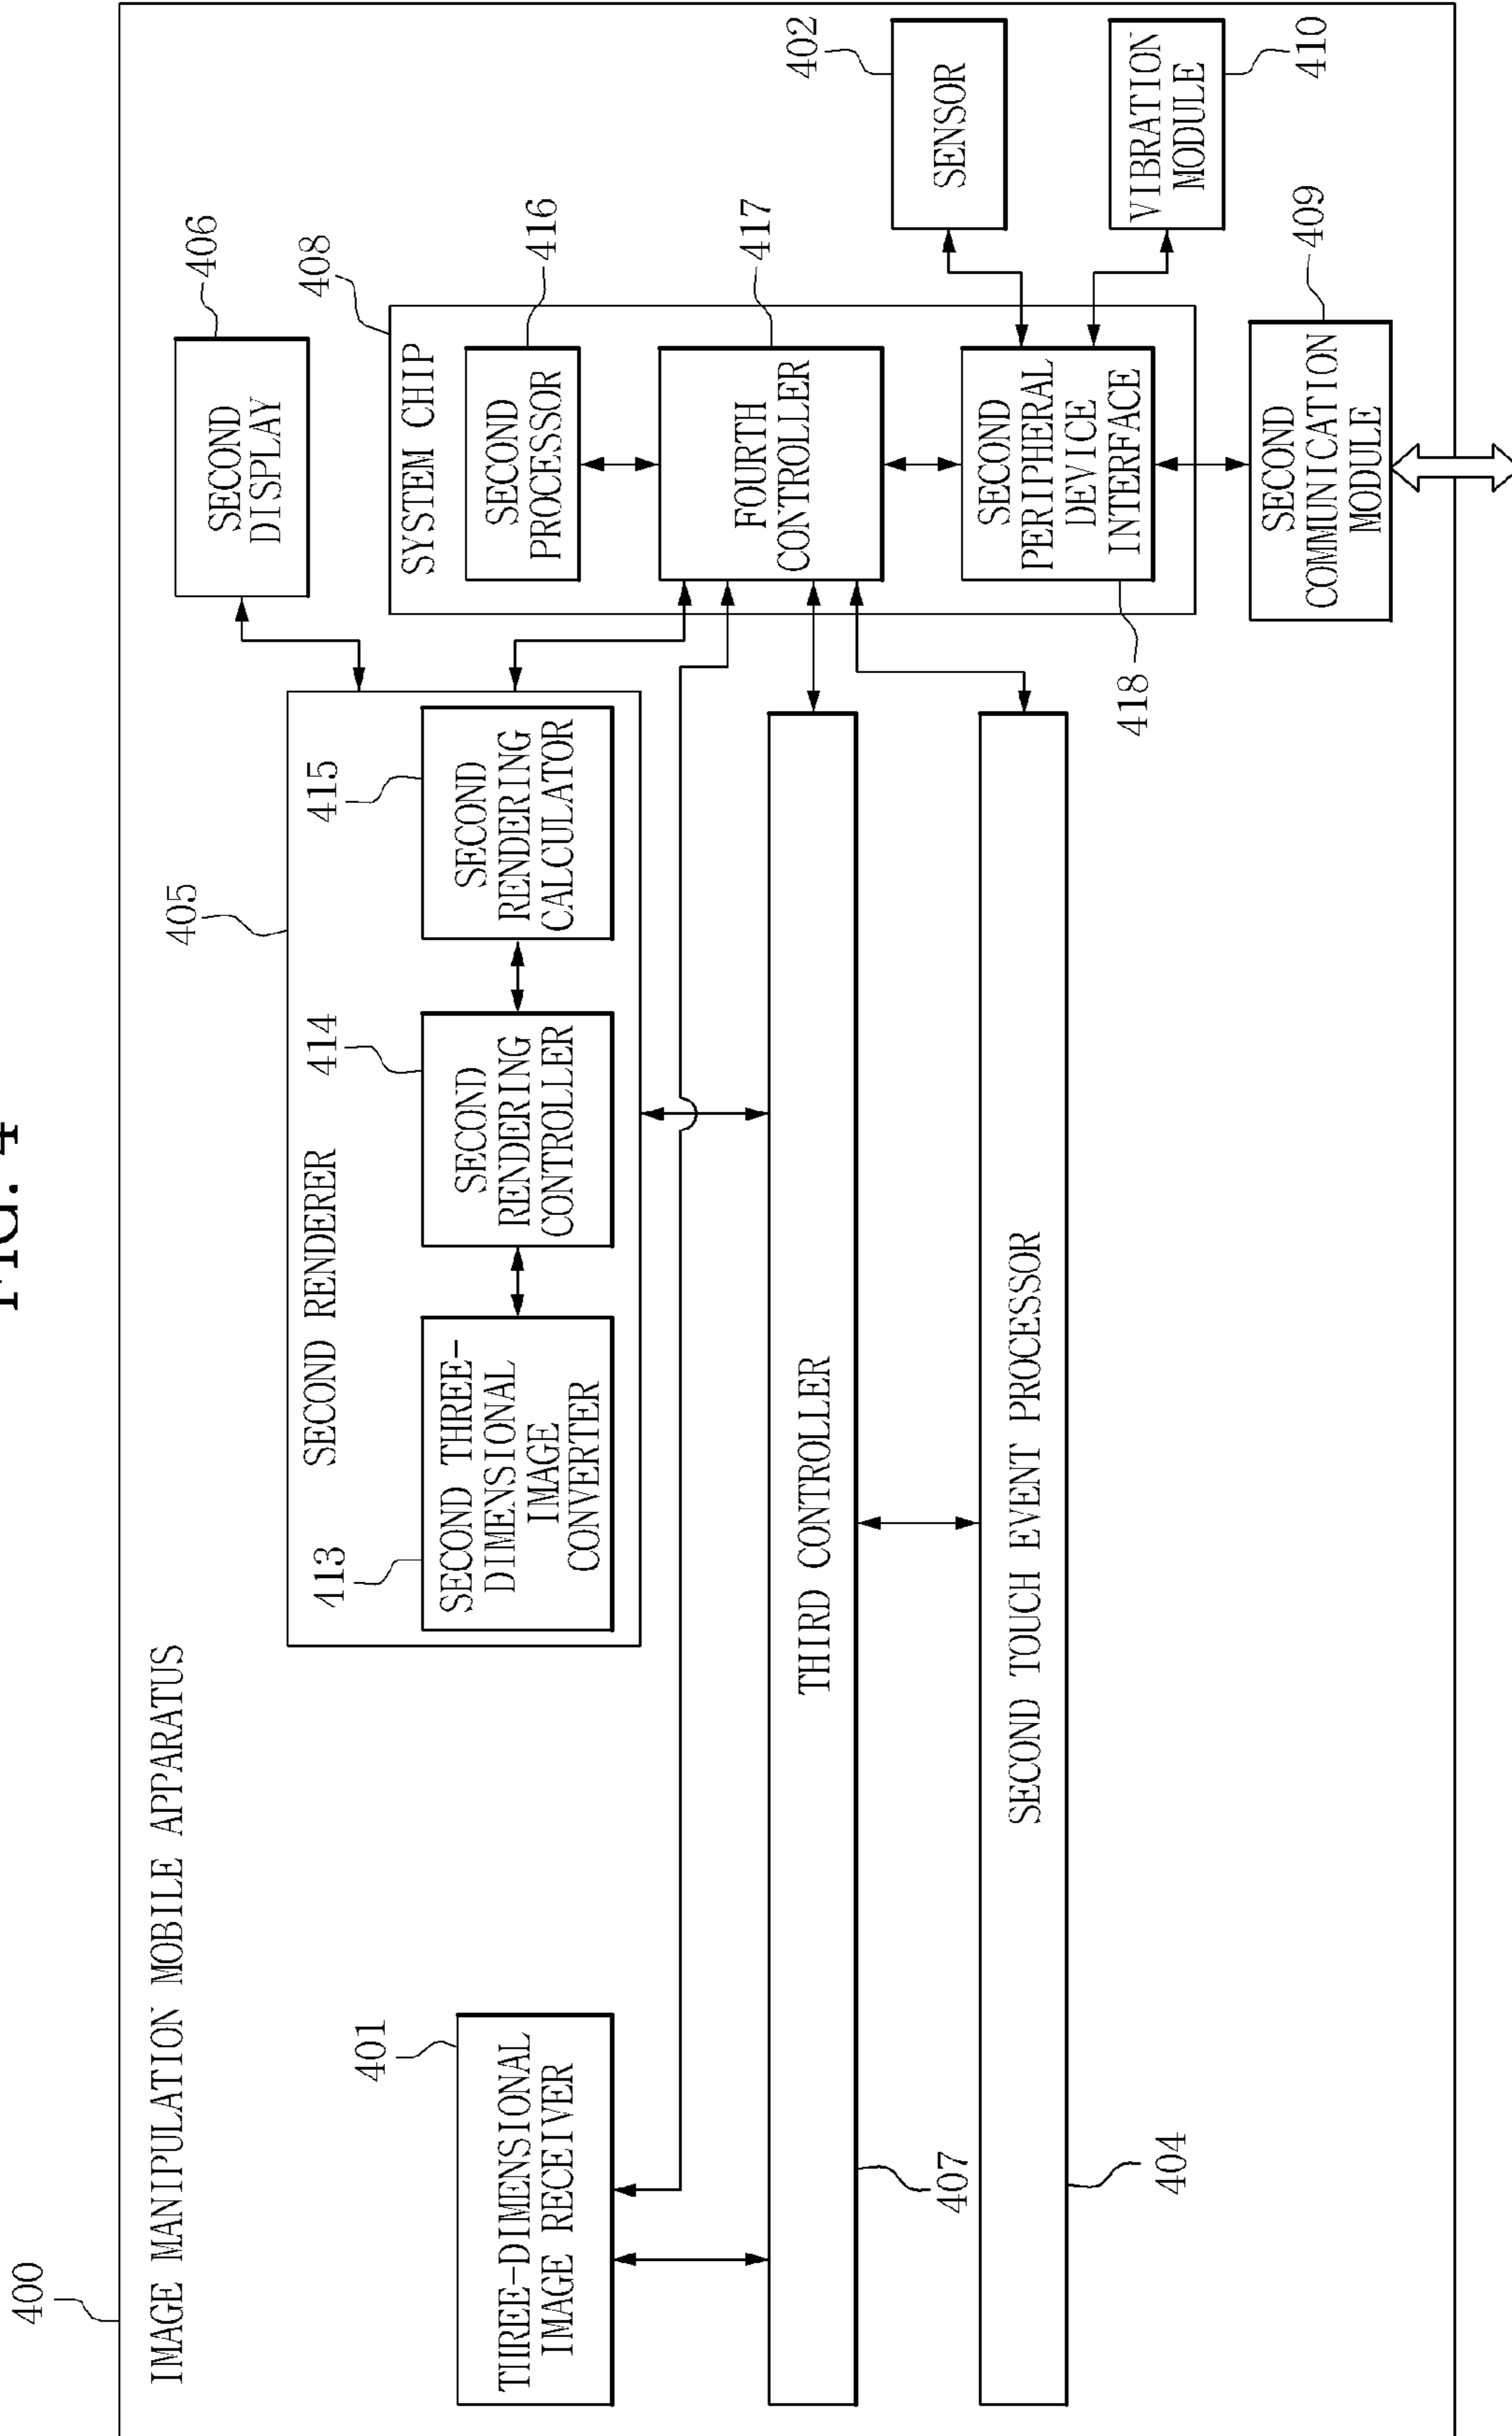 FIG. 4
400
IMAGE MANIPULATION MOBILE APPARATUS
405
406
SECOND
DISPLAY
408
SECOND RENDERER
413
414
415
SECOND THREE-
DIMENSIONAL
IMAGE
CONVERTER
SECOND
RENDERING
CONTROLLER
SECOND
RENDERING
CALCULATOR
401
THREE-DIMENSIONAL
IMAGE RECEIVER
SYSTEM CHIP
SECOND
PROCESSOR
416
FOURTH
CONTROLLER
417
THIRD CONTROLLER
407
402
SENSOR
SECOND
PERIPHERAL
DEVICE
INTERFACE
418
SECOND TOUCH EVENT PROCESSOR
404
VIBRATION
MODULE
410
SECOND
COMMUNICATION
MODULE
409